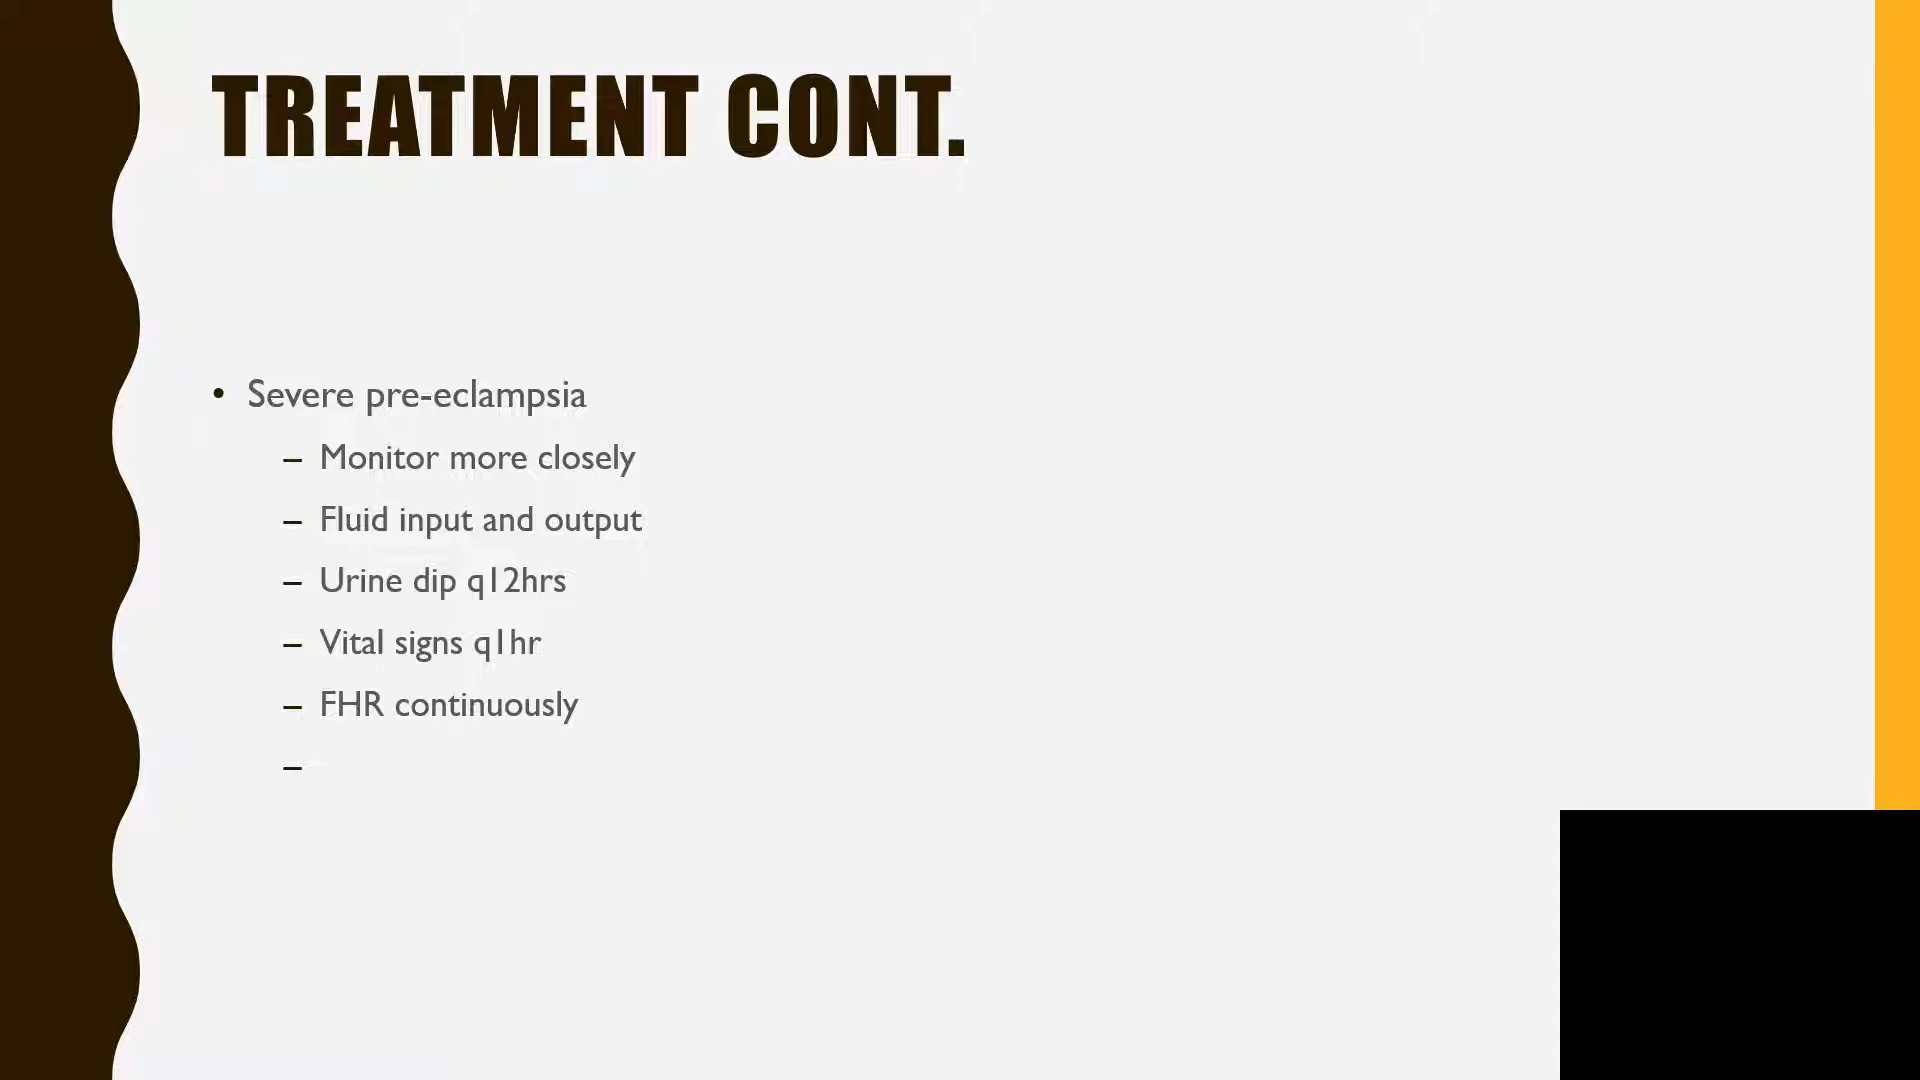 TREATMENT CONT.
• Severe pre-eclampsia
– Monitor more closely
– Fluid input and output
– Urine dip q12hrs
– Vital signs q1hr
– FHR continuously
–